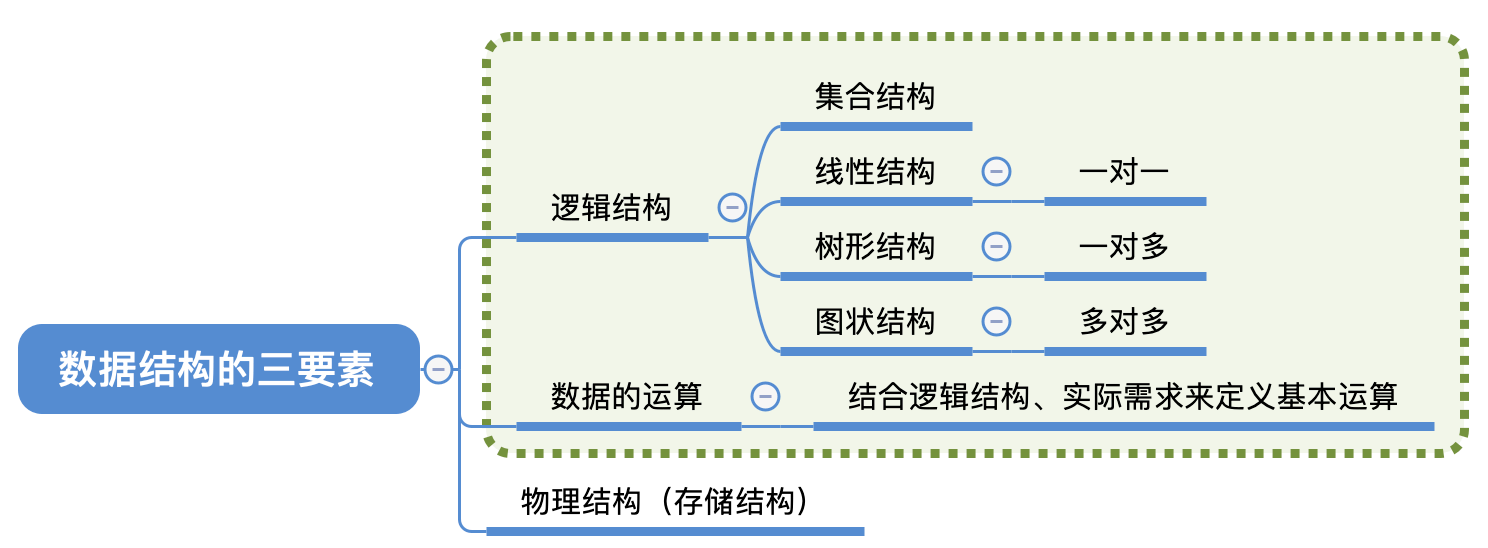 集合结构
线性结构
一对一
逻辑结构
树形结构
一对多
图状结构
多对多
数据结构的三要素
数据的运算
结合逻辑结构、实际需求来定义基本运算
物理结构（存储结构）